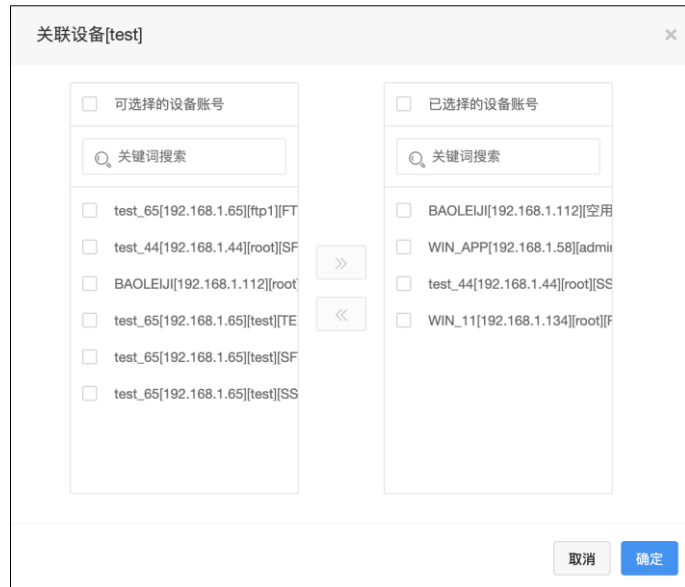 关联设备[test]
×
可选择的设备账号
关键词搜索
test_65[192.168.1.65][ftp1][FT
test_44[192.168.1.44][root][SF
BAOLEIJI[192.168.1.112][root]
test_65[192.168.1.65][test][TE
test_65[192.168.1.65][test][SF
test_65[192.168.1.65][test][SS
已选择的设备账号
关键词搜索
BAOLEIJI[192.168.1.112][空用
WIN_APP[192.168.1.58][admi
test_44[192.168.1.44][root][SS
WIN_11[192.168.1.134][root][F
取消
确定